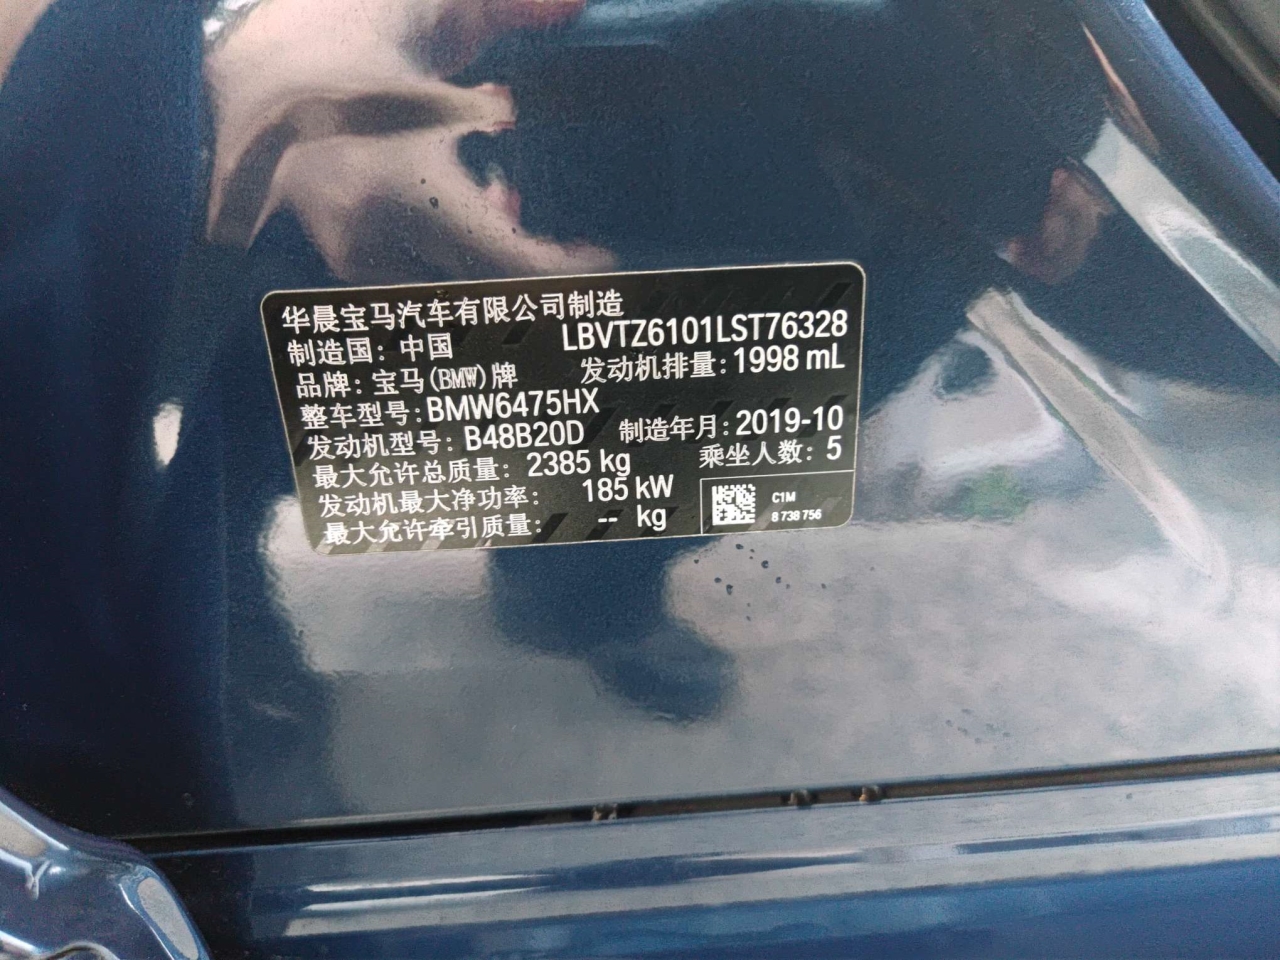 华晨宝马汽车有限公司制造
制造国：中国 LBVTZ6101LST76328
品牌：宝马(BMW)牌 发动机排量：1998 mL
整车型号：BMW6475HX
发动机型号：B48B20D 制造年月：2019-10
最大允许总质量：2385 kg 乘坐人数：5
发动机最大净功率：185 kW
最大允许牵引质量：-- kg
C1M
8 738 756